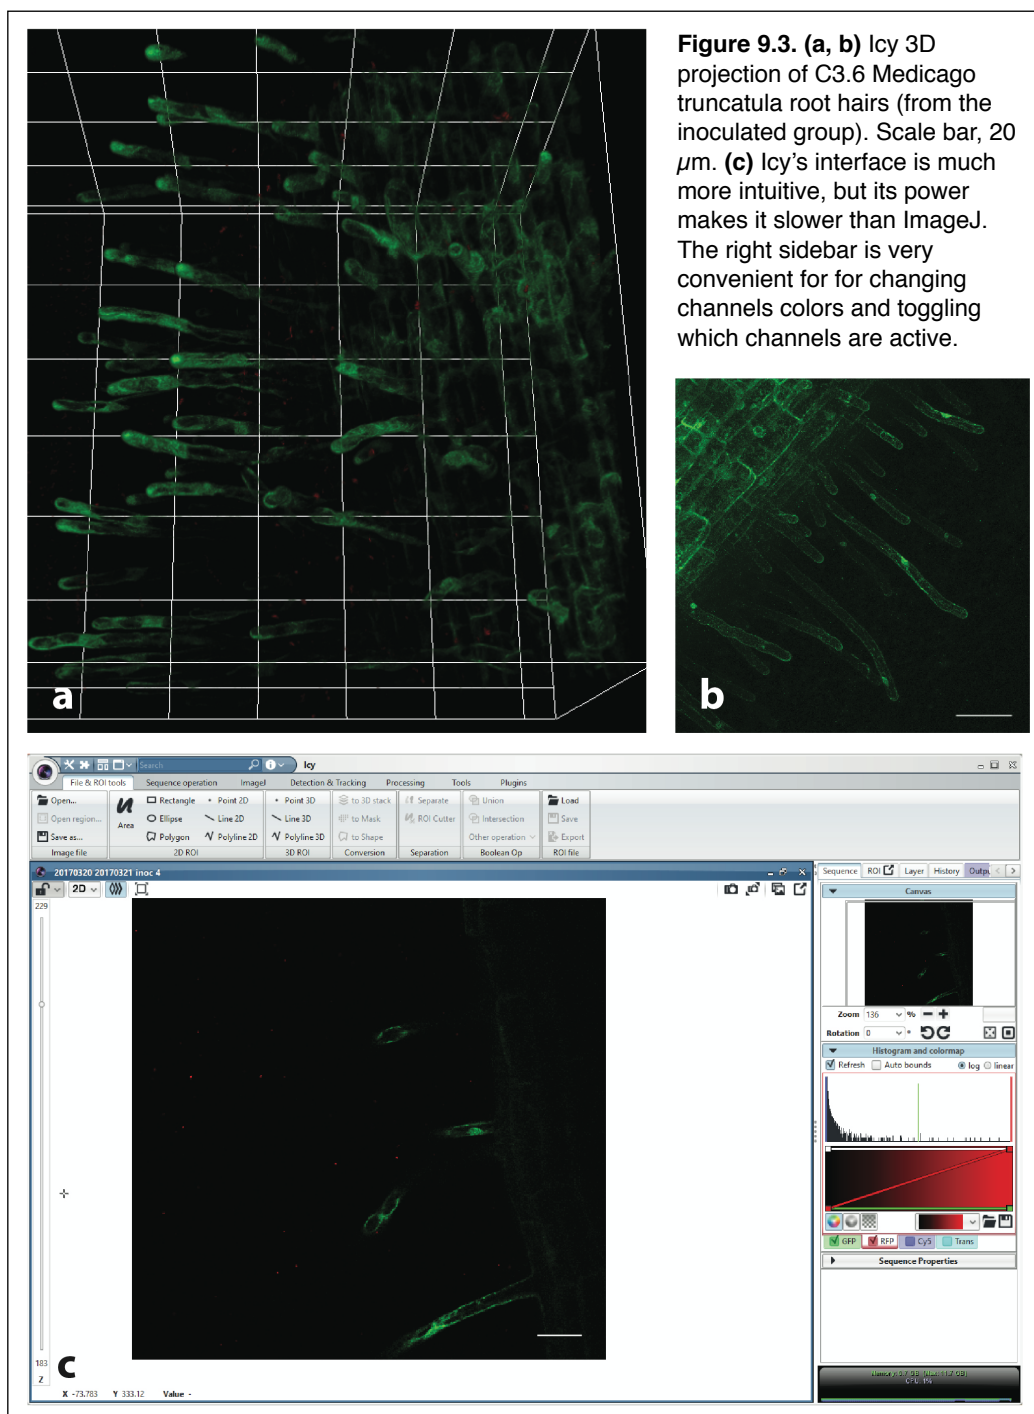 Figure 9.3. (a, b) Icy 3D
projection of C3.6 Medicago
truncatula root hairs (from the
inoculated group). Scale bar, 20
µm. (c) Icy's interface is much
more intuitive, but its power
makes it slower than ImageJ.
The right sidebar is very
convenient for for changing
channels colors and toggling
which channels are active.
a
b
Search
Icy
File & ROI tools Sequence operation ImageJ Detection & Tracking Processing Tools Plugins
Open... Area Rectangle Point 2D Point 3D to 3D stack Separate Union Load
Open region... Ellipse Line 2D Line 3D to Mask ROI Cutter Intersection Save
Save as... Polygon Polyline 2D Polyline 3D to Shape Other operation Export
Image file 2D ROI 3D ROI Conversion Separation Boolean Op ROI file
20170320 20170321 inoc 4
2D
229
183
Z
c
X -73.783 Y 333.12 Value -
Sequence ROI Layer History Outpu
Canvas
Zoom 136 %
Rotation 0 °
Histogram and colormap
Refresh Auto bounds log linear
GFP RFP Cy5 Trans
Sequence Properties
CPU: 1%